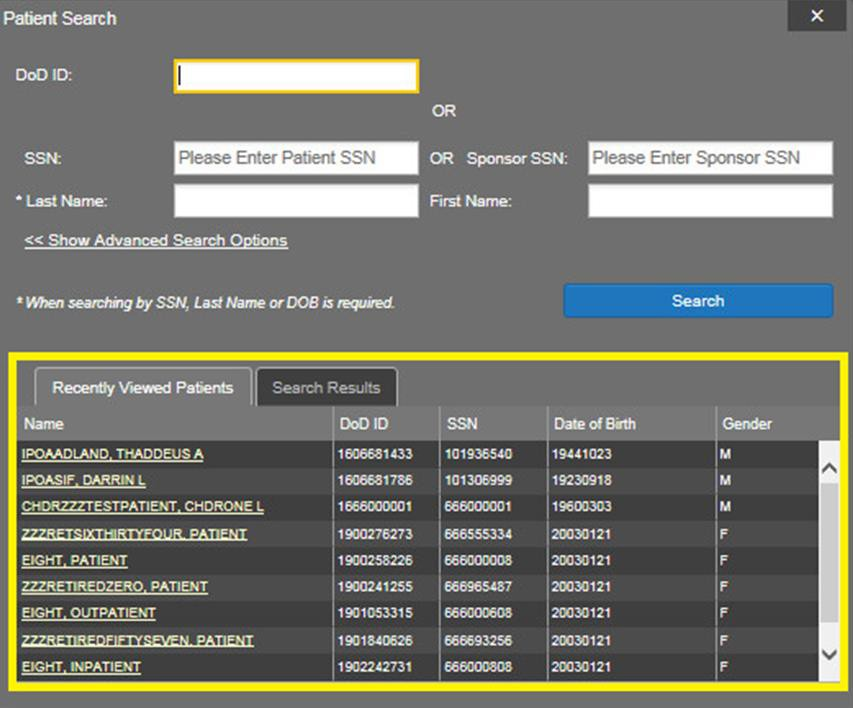 Patient Search
DoD ID:
OR
SSN: Please Enter Patient SSN OR Sponsor SSN: Please Enter Sponsor SSN
* Last Name: First Name:
<< Show Advanced Search Options
* When searching by SSN, Last Name or DOB is required. Search
Recently Viewed Patients Search Results
Name DoD ID SSN Date of Birth Gender
IPOAADLAND, THADDEUS A 1606681433 101936540 19441023 M
IPOASIF, DARRIN L 1606681786 101306999 19230918 M
CHDRZZZTESTPATIENT, CHDRONE L 1666000001 666000001 19600303 M
ZZZRETSIXTHIRTYFOUR, PATIENT 1900276273 666555334 20030121 F
EIGHT, PATIENT 1900258226 666000008 20030121 F
ZZZRETIREDZERO, PATIENT 1900241255 666965487 20030121 F
EIGHT, OUTPATIENT 1901053315 666000608 20030121 F
ZZZRETIREDFIFTYSEVEN, PATIENT 1901840626 666693256 20030121 F
EIGHT, INPATIENT 1902242731 666000808 20030121 F